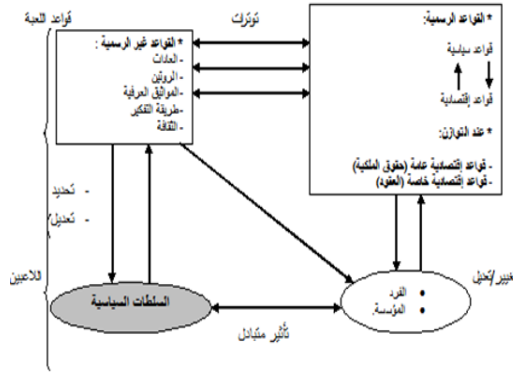 قواعد اللعبة
توترات
* القواعد الرسمية:
قواعد سياسية
قواعد إقتصادية
* عند التوازن:
- قواعد إقتصادية عامة (حقوق الملكية)
- قواعد إقتصادية خاصة (العقود)
* القواعد غير الرسمية :
- العادات
- الروتين
- المواثيق العرفية
- طريقة التفكير
- الثقافة
- تحديد
- تعديل/
تغيير/تعديل
اللاعبين
السلطات السياسية
• الفرد
• المؤسسة.
تأثير متبادل